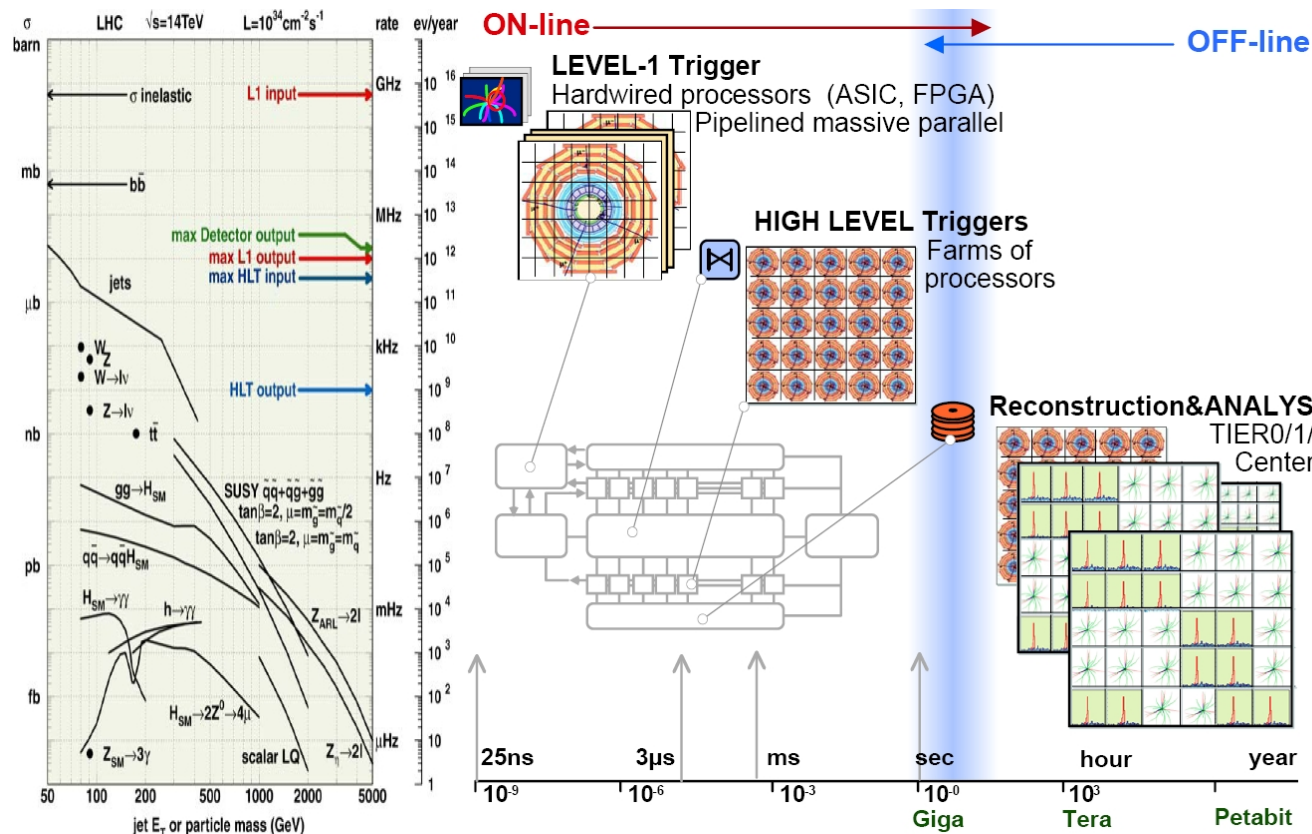 σ LHC √s=14TeV L=10³⁴cm⁻²s⁻¹ rate ev/year
barn
GHz
MHz
kHz
Hz
mHz
μHz
mb
μb
nb
pb
fb
10 16
10 15
10 14
10 13
10 12
10 11
10 10
10 9
10 8
10 7
10 6
10 5
10 4
10 3
10 2
10
1
σ inelastic
L1 input
bb̄
max Detector output
max L1 output
max HLT input
jets
W
Z
W→lν
HLT output
Z→lν
tt̄
gg→H_SM
SUSY q̃q̃+q̃g̃+g̃g̃
tanβ=2, μ=m_g̃=m_q̃/2
tanβ=2, μ=m_g̃=m_q̃
qq̄→qq̄H_SM
H_SM→γγ
h→γγ
Z_ARL→2l
H_SM→2Z⁰→4μ
Z_SM→3γ
scalar LQ
Z_η→2l
50 100 200 500 1000 2000 5000
jet E_T or particle mass (GeV)
ON-line
OFF-line
LEVEL-1 Trigger
Hardwired processors (ASIC, FPGA)
Pipelined massive parallel
HIGH LEVEL Triggers
Farms of
processors
Reconstruction&ANALYS
TIER0/1/
Center
25ns 3μs ms sec hour year
10⁻⁹ 10⁻⁶ 10⁻³ 10⁻⁰ 10³
Giga Tera Petabit